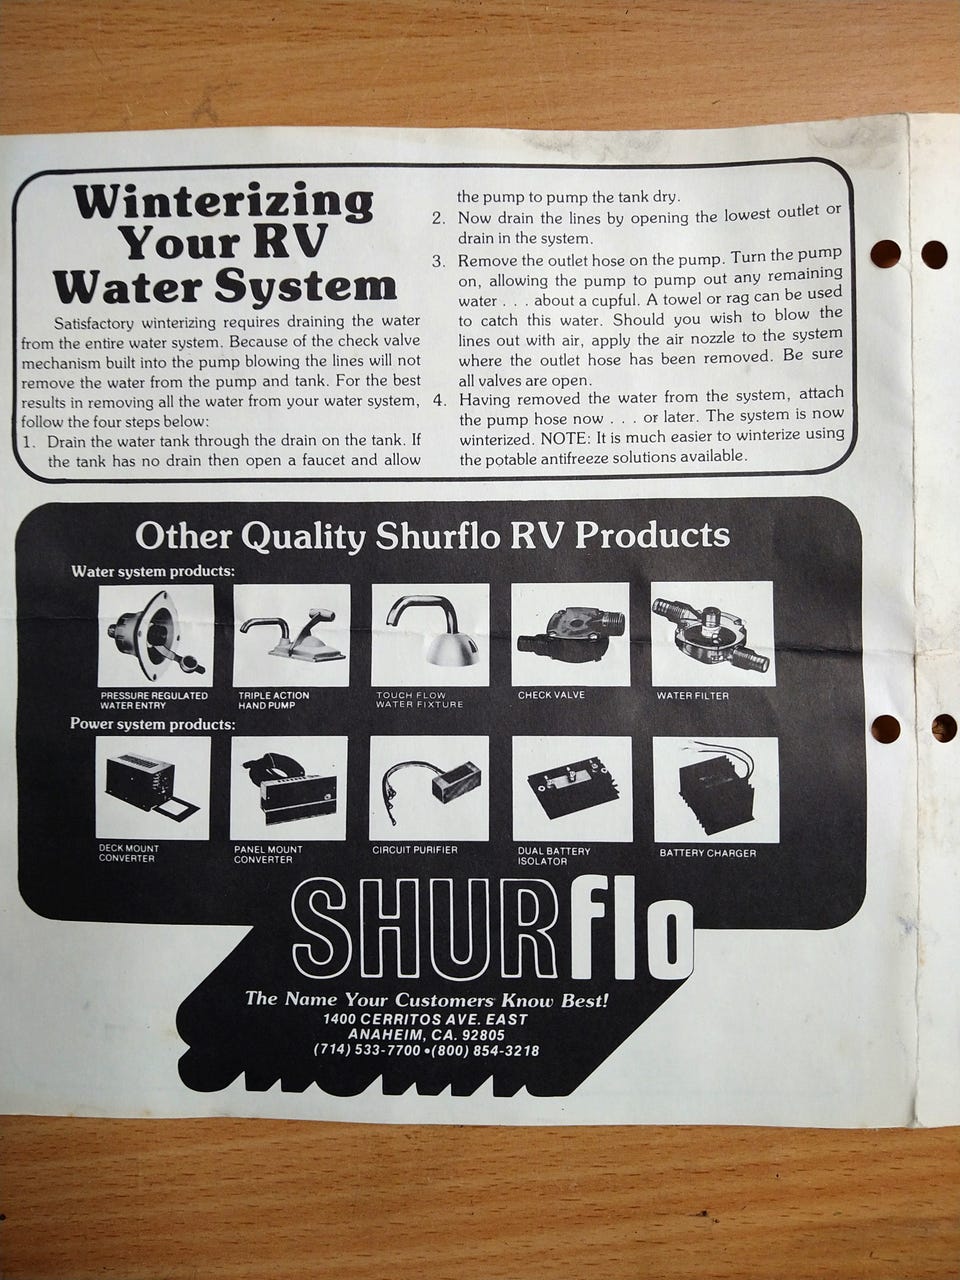 Winterizing
Your RV
Water System
Satisfactory winterizing requires draining the water
from the entire water system. Because of the check valve
mechanism built into the pump blowing the lines will not
remove the water from the pump and tank. For the best
results in removing all the water from your water system,
follow the four steps below:
1. Drain the water tank through the drain on the tank. If
the tank has no drain then open a faucet and allow
the pump to pump the tank dry.
2. Now drain the lines by opening the lowest outlet or
drain in the system.
3. Remove the outlet hose on the pump. Turn the pump
on, allowing the pump to pump out any remaining
water . . . about a cupful. A towel or rag can be used
to catch this water. Should you wish to blow the
lines out with air, apply the air nozzle to the system
where the outlet hose has been removed. Be sure
all valves are open.
4. Having removed the water from the system, attach
the pump hose now . . . or later. The system is now
winterized. NOTE: It is much easier to winterize using
the potable antifreeze solutions available.
Other Quality Shurflo RV Products
Water system products:
PRESSURE REGULATED
WATER ENTRY
TRIPLE ACTION
HAND PUMP
TOUCH FLOW
WATER FIXTURE
CHECK VALVE
WATER FILTER
Power system products:
DECK MOUNT
CONVERTER
PANEL MOUNT
CONVERTER
CIRCUIT PURIFIER
DUAL BATTERY
ISOLATOR
BATTERY CHARGER
SHURflo
The Name Your Customers Know Best!
1400 CERRITOS AVE. EAST
ANAHEIM, CA. 92805
(714) 533-7700 • (800) 854-3218